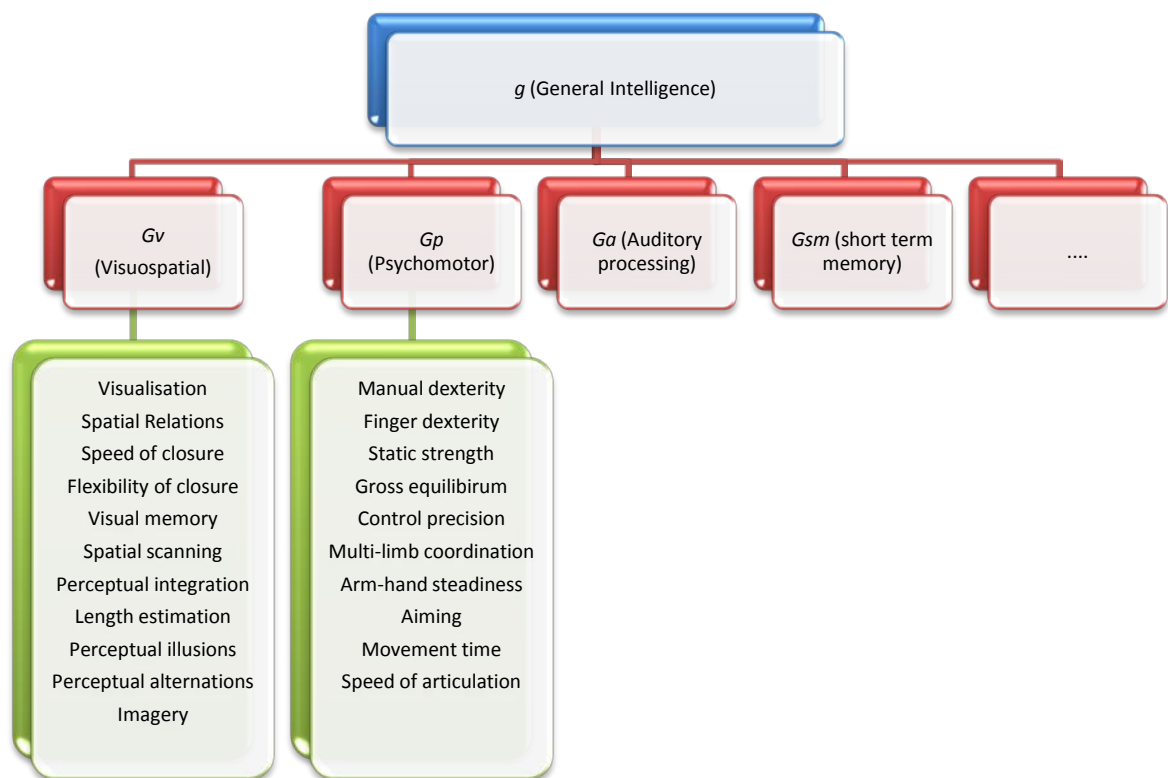 g (General Intelligence)
Gv
(Visuospatial)
Gp
(Psychomotor)
Ga (Auditory
processing)
Gsm (short term
memory)
....
Visualisation
Spatial Relations
Speed of closure
Flexibility of closure
Visual memory
Spatial scanning
Perceptual integration
Length estimation
Perceptual illusions
Perceptual alternations
Imagery
Manual dexterity
Finger dexterity
Static strength
Gross equilibirum
Control precision
Multi-limb coordination
Arm-hand steadiness
Aiming
Movement time
Speed of articulation